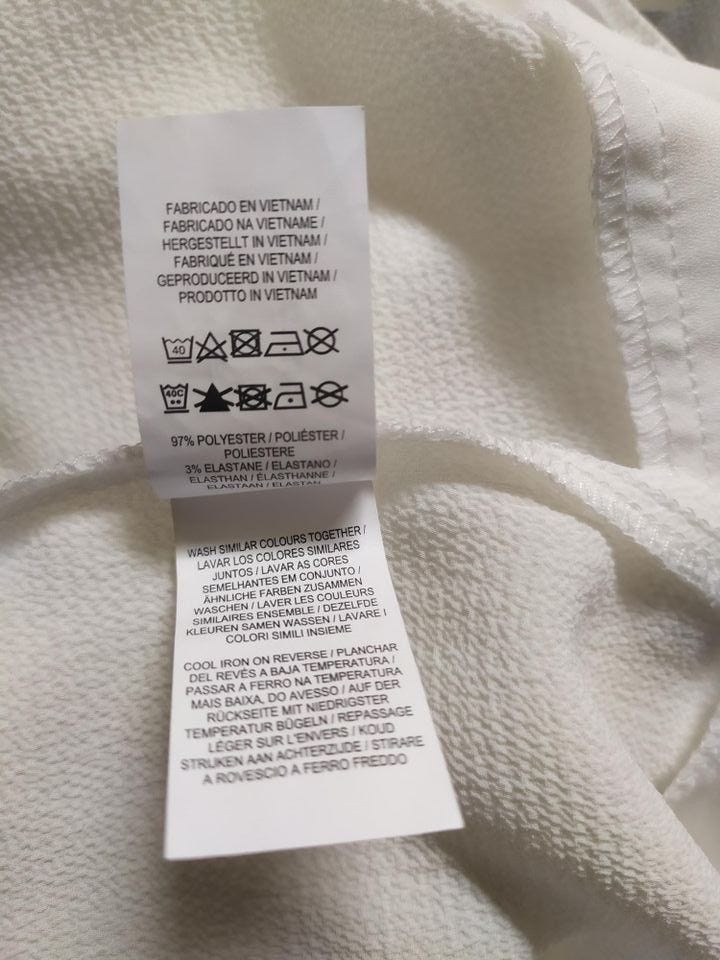 FABRICADO EN VIETNAM /
FABRICADO NA VIETNAME /
HERGESTELLT IN VIETNAM /
FABRIQUÉ EN VIETNAM /
GEPRODUCEERD IN VIETNAM /
PRODOTTO IN VIETNAM
40
40C
97% POLYESTER / POLIÉSTER /
POLIESTERE
3% ELASTANE / ELASTANO /
ELASTHAN / ÉLASTHANNE /
ELASTAAN / ELASTAN
WASH SIMILAR COLOURS TOGETHER /
LAVAR LOS COLORES SIMILARES
JUNTOS / LAVAR AS CORES
SEMELHANTES EM CONJUNTO /
ÄHNLICHE FARBEN ZUSAMMEN
WASCHEN / LAVER LES COULEURS
SIMILAIRES ENSEMBLE / DEZELFDE
KLEUREN SAMEN WASSEN / LAVARE I
COLORI SIMILI INSIEME
COOL IRON ON REVERSE / PLANCHAR
DEL REVÉS A BAJA TEMPERATURA /
PASSAR A FERRO NA TEMPERATURA
MAIS BAIXA, DO AVESSO / AUF DER
RÜCKSEITE MIT NIEDRIGSTER
TEMPERATUR BÜGELN / REPASSAGE
LÉGER SUR L'ENVERS / KOUD
STRIJKEN AAN ACHTERZIJDE / STIRARE
A ROVESCIO A FERRO FREDDO